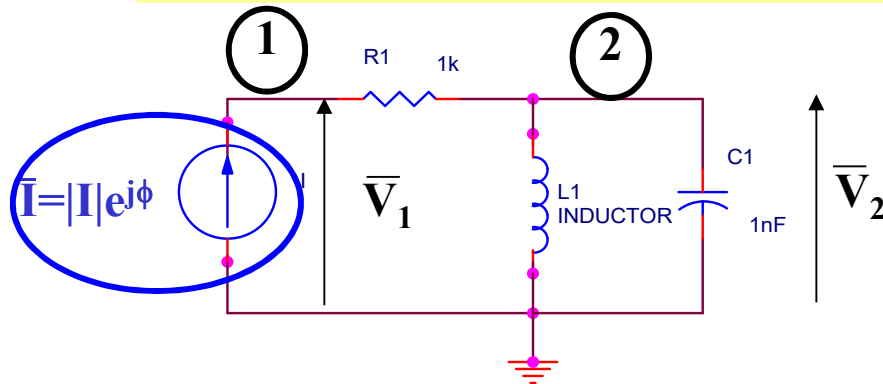 1
2
R1
1k
I
Ī=|I|e^jϕ
V̅1
L1
INDUCTOR
C1
1nF
V̅2